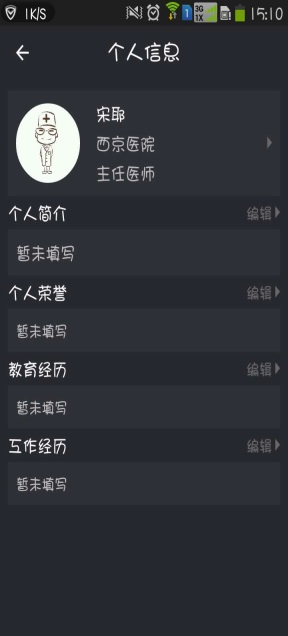 1K/S
1
3G
1X
15:10
个人信息
宋耶
西京医院
主任医师
个人简介 编辑
暂未填写
个人荣誉 编辑
暂未填写
教育经历 编辑
暂未填写
工作经历 编辑
暂未填写